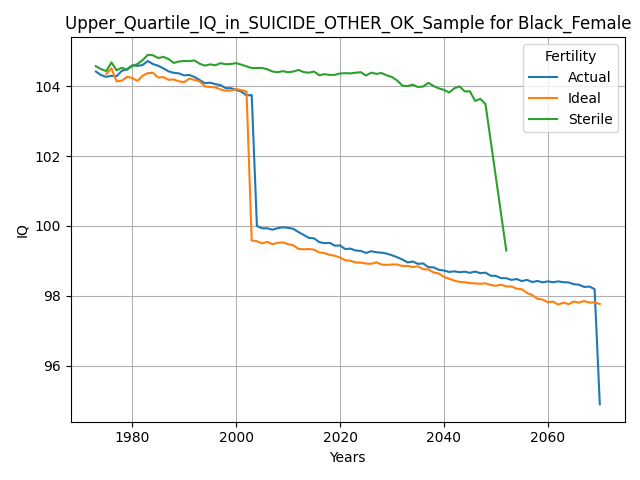 Upper_Quartile_IQ_in_SUICIDE_OTHER_OK_Sample for Black_Female
Fertility
Actual
Ideal
Sterile
IQ
104
102
100
98
96
1980
2000
2020
2040
2060
Years